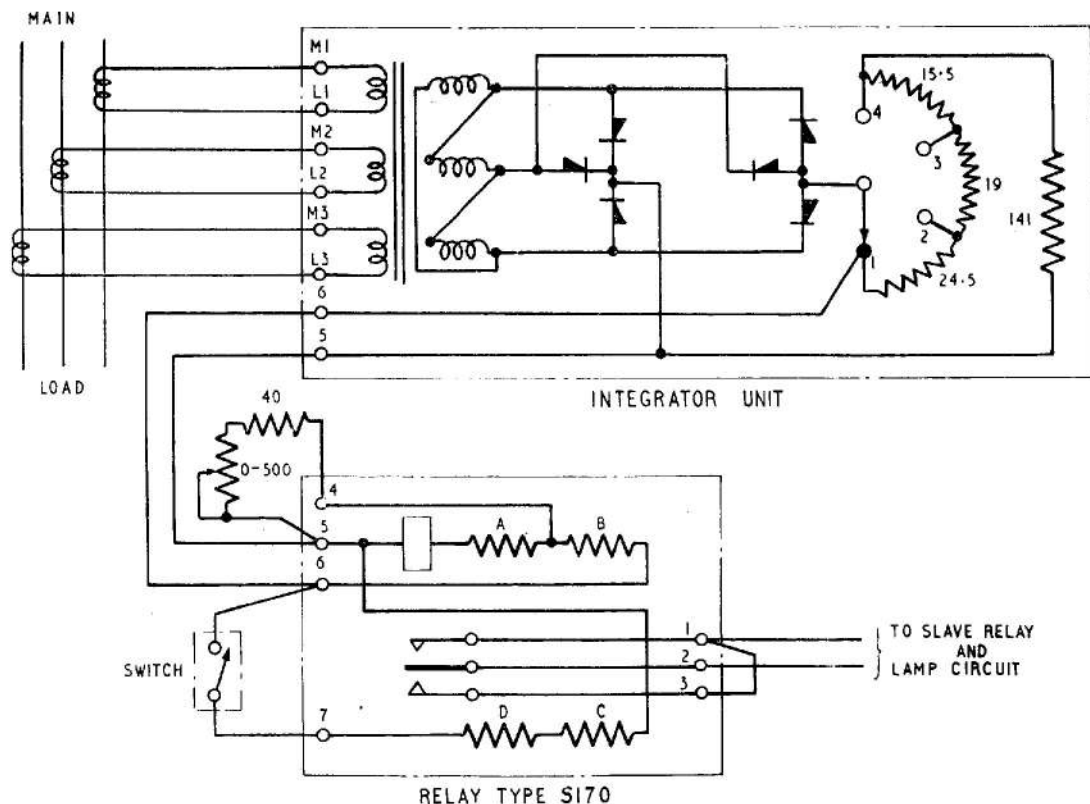 MAIN
M1
L1
M2
L2
M3
L3
6
5
LOAD
4
15·5
3
19
2
1
24·5
141
INTEGRATOR UNIT
40
0-500
4
5
6
A
B
SWITCH
7
1
2
3
D
C
TO SLAVE RELAY
AND
LAMP CIRCUIT
RELAY TYPE S170